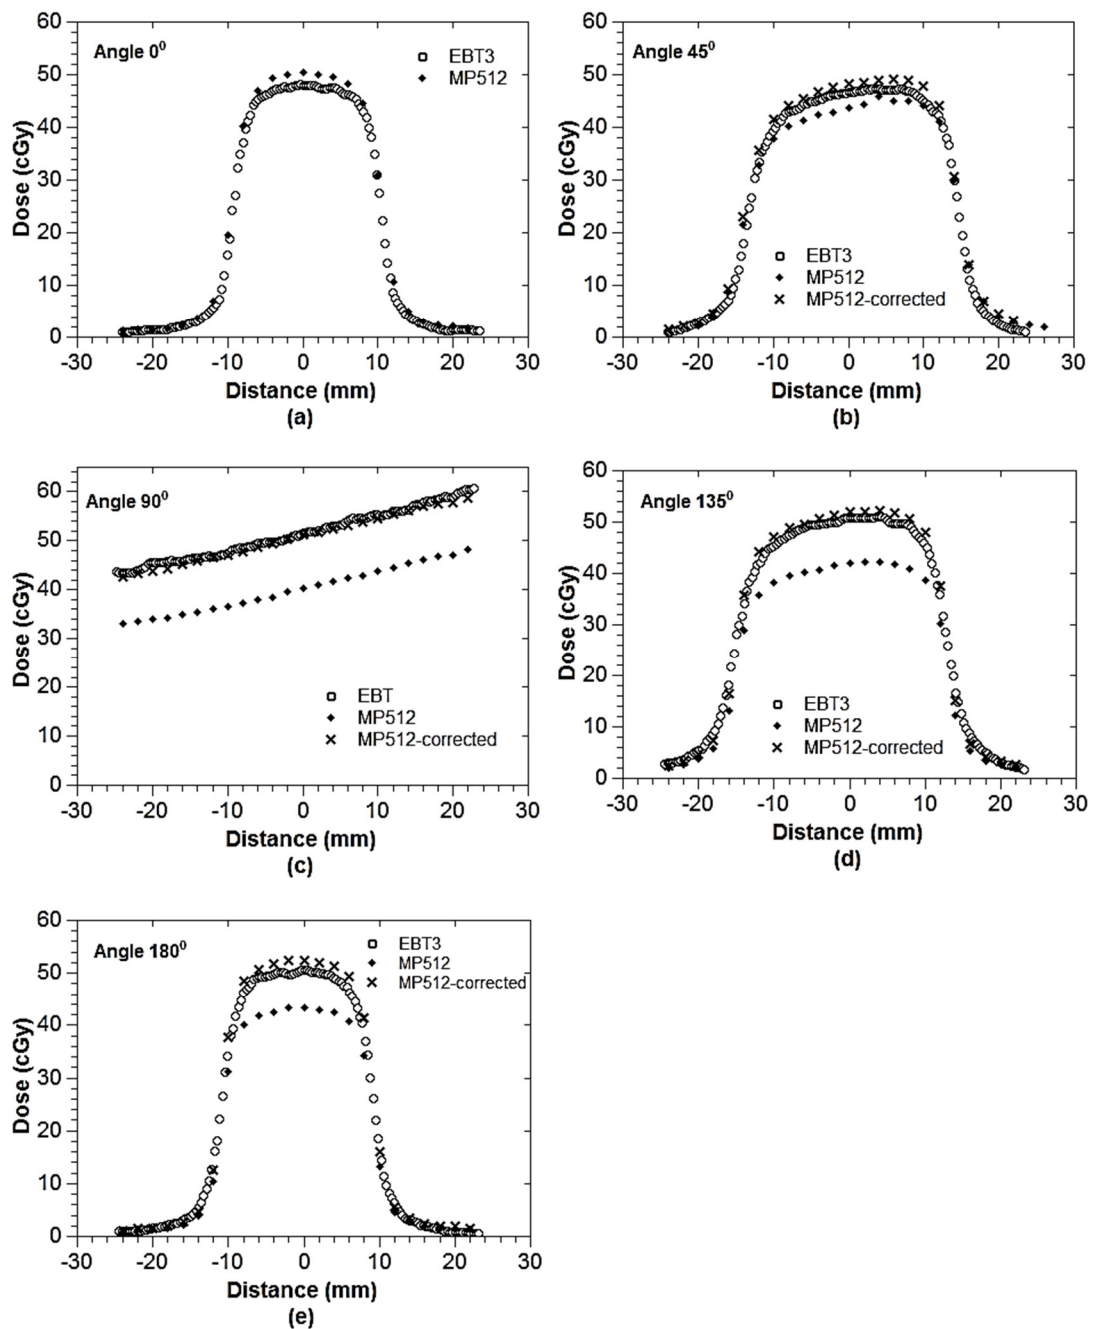 Angle 0⁰
EBT3
MP512
60
50
40
30
20
10
0
Dose (cGy)
-30 -20 -10 0 10 20 30
Distance (mm)
(a)
Angle 45⁰
60
50
40
30
20
10
0
Dose (cGy)
EBT3
MP512
MP512-corrected
-30 -20 -10 0 10 20 30
Distance (mm)
(b)
Angle 90⁰
60
50
40
30
20
10
0
Dose (cGy)
EBT
MP512
MP512-corrected
-30 -20 -10 0 10 20 30
Distance (mm)
(c)
Angle 135⁰
60
50
40
30
20
10
0
Dose (cGy)
EBT3
MP512
MP512-corrected
-30 -20 -10 0 10 20 30
Distance (mm)
(d)
Angle 180⁰
EBT3
MP512
MP512-corrected
60
50
40
30
20
10
0
Dose (cGy)
-30 -20 -10 0 10 20 30
Distance (mm)
(e)